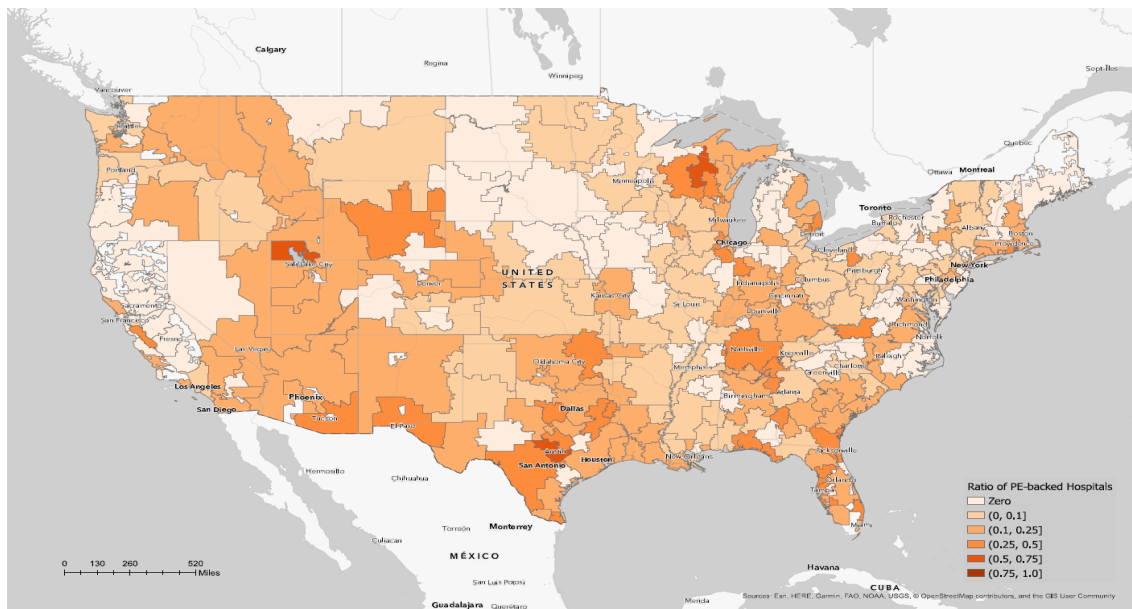 Calgary
Regina
Winnipeg
Vancouver
Septilles
Seattle
Portland
Québec
Ottawa
Montréal
Minneapolis
Toronto
Rochester
Buffalo
Albany
Boston
Providence
Milwaukee
Detroit
Chicago
Cleveland
New York
Salt Lake City
UNITED
STATES
Pittsburgh
Philadelphia
Denver
Indianapolis
Columbus
Cincinnati
Washington
Sacramento
San Francisco
Kansas City
St. Louis
Louisville
Richmond
Norfolk
Fresno
Las Vegas
Nashville
Knoxville
Raleigh
Oklahoma City
Memphis
Greenville
Charlotte
Los Angeles
Phoenix
Birmingham
Atlanta
San Diego
Tucson
El Paso
Dallas
Austin
Houston
San Antonio
New Orleans
Jacksonville
Orlando
Tampa
Miami
Hermosillo
Chihuahua
Torreón
Monterrey
Culiacan
MÉXICO
San Luis Potosi
Guadalajara
Querétaro
Merida
Havana
CUBA
Ratio of PE-backed Hospitals
Zero
(0, 0.1]
(0.1, 0.25]
(0.25, 0.5]
(0.5, 0.75]
(0.75, 1.0]
0 130 260 520
Miles
Sources: Esri, HERE, Garmin, FAO, NOAA, USGS, © OpenStreetMap contributors, and the GIS User Community